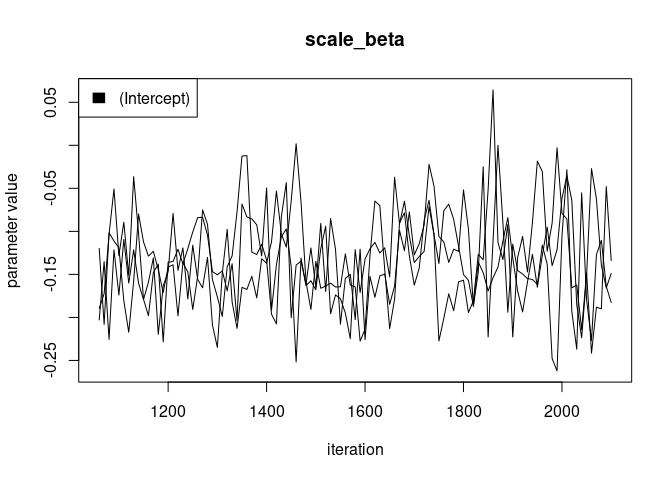 scale_beta
(Intercept)
0.05
-0.05
-0.15
-0.25
parameter value
1200 1400 1600 1800 2000
iteration